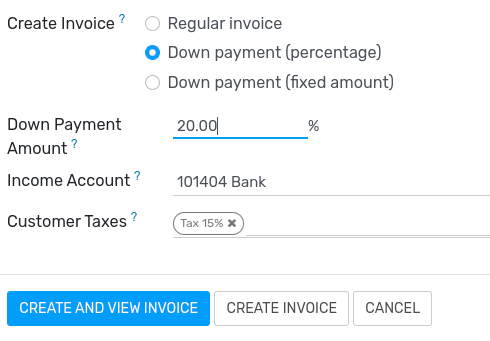 Create Invoice ? Regular invoice
Down payment (percentage)
Down payment (fixed amount)
Down Payment
Amount ? 20.00 %
Income Account ? 101404 Bank
Customer Taxes ? Tax 15% ✖
CREATE AND VIEW INVOICE CREATE INVOICE CANCEL